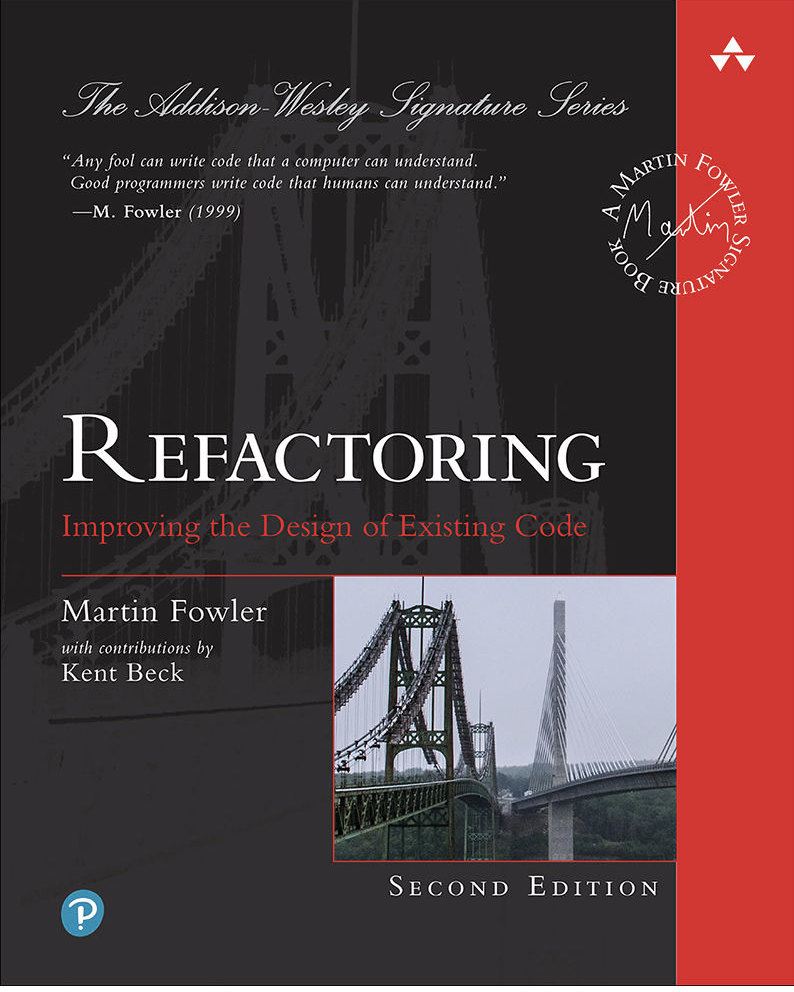 The Addison-Wesley Signature Series
“Any fool can write code that a computer can understand.
Good programmers write code that humans can understand.”
—M. Fowler (1999)
A MARTIN FOWLER SIGNATURE BOOK
Martin
REFACTORING
Improving the Design of Existing Code
Martin Fowler
with contributions by
Kent Beck
SECOND EDITION
P